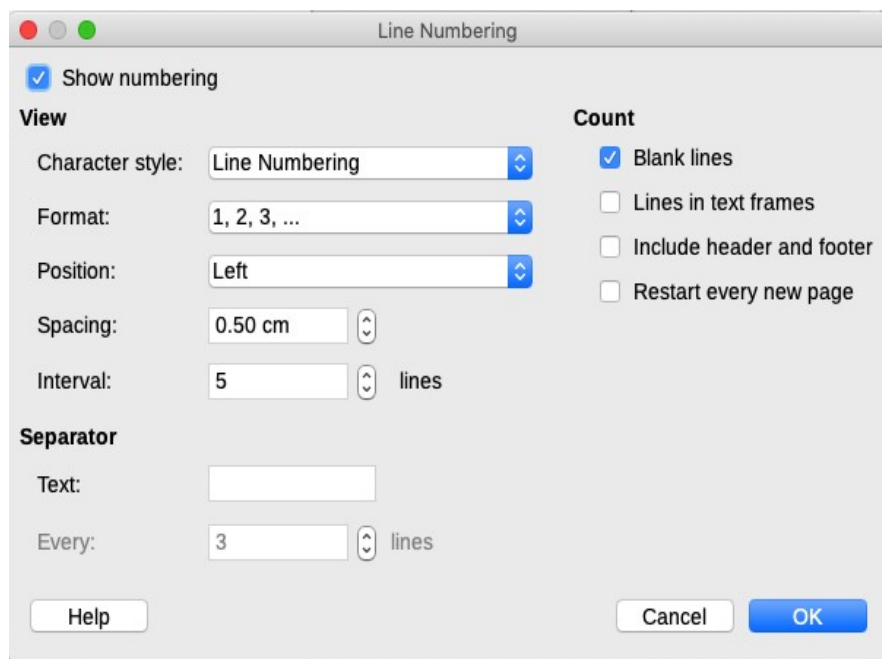 Line Numbering
Show numbering
View
Character style: Line Numbering
Format: 1, 2, 3, ...
Position: Left
Spacing: 0.50 cm
Interval: 5 lines
Separator
Text:
Every: 3 lines
Count
Blank lines
Lines in text frames
Include header and footer
Restart every new page
Help Cancel OK